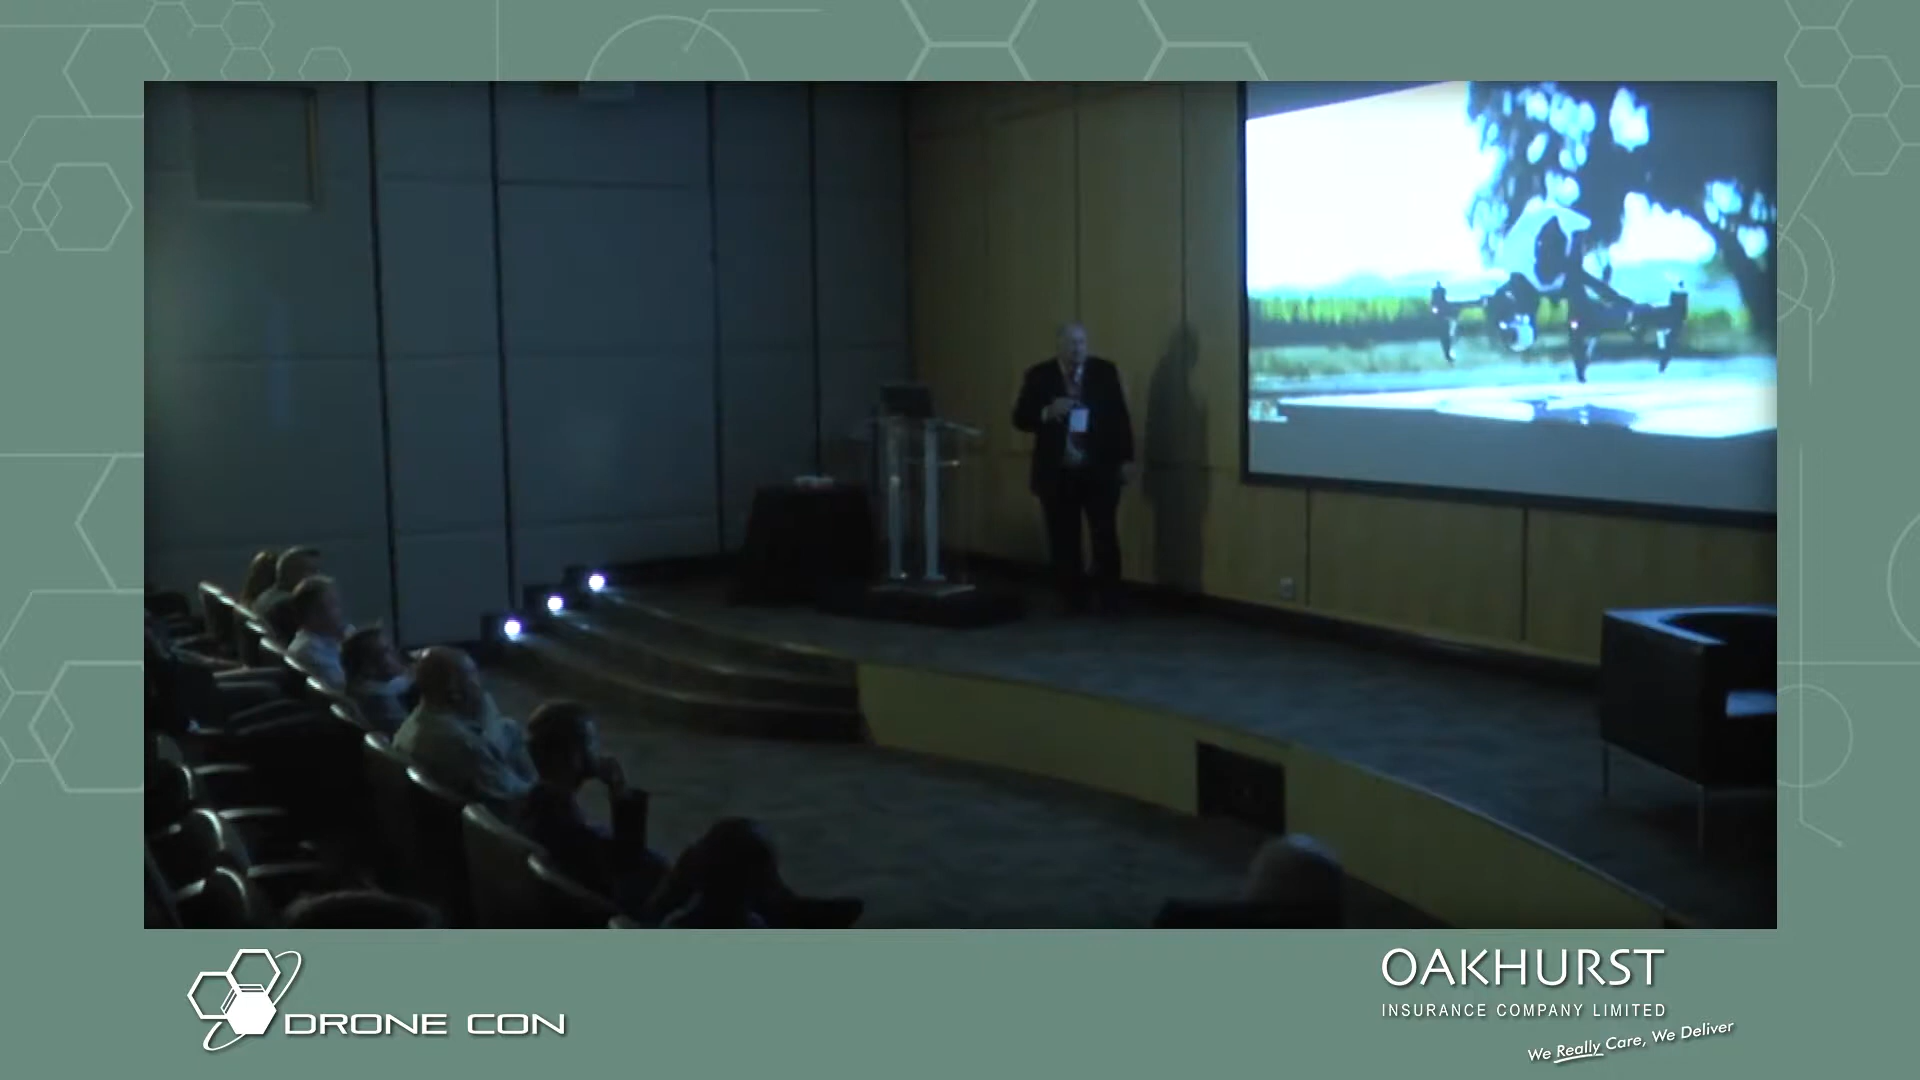 DRONE CON
OAKHURST
INSURANCE COMPANY LIMITED
We Really Care, We Deliver